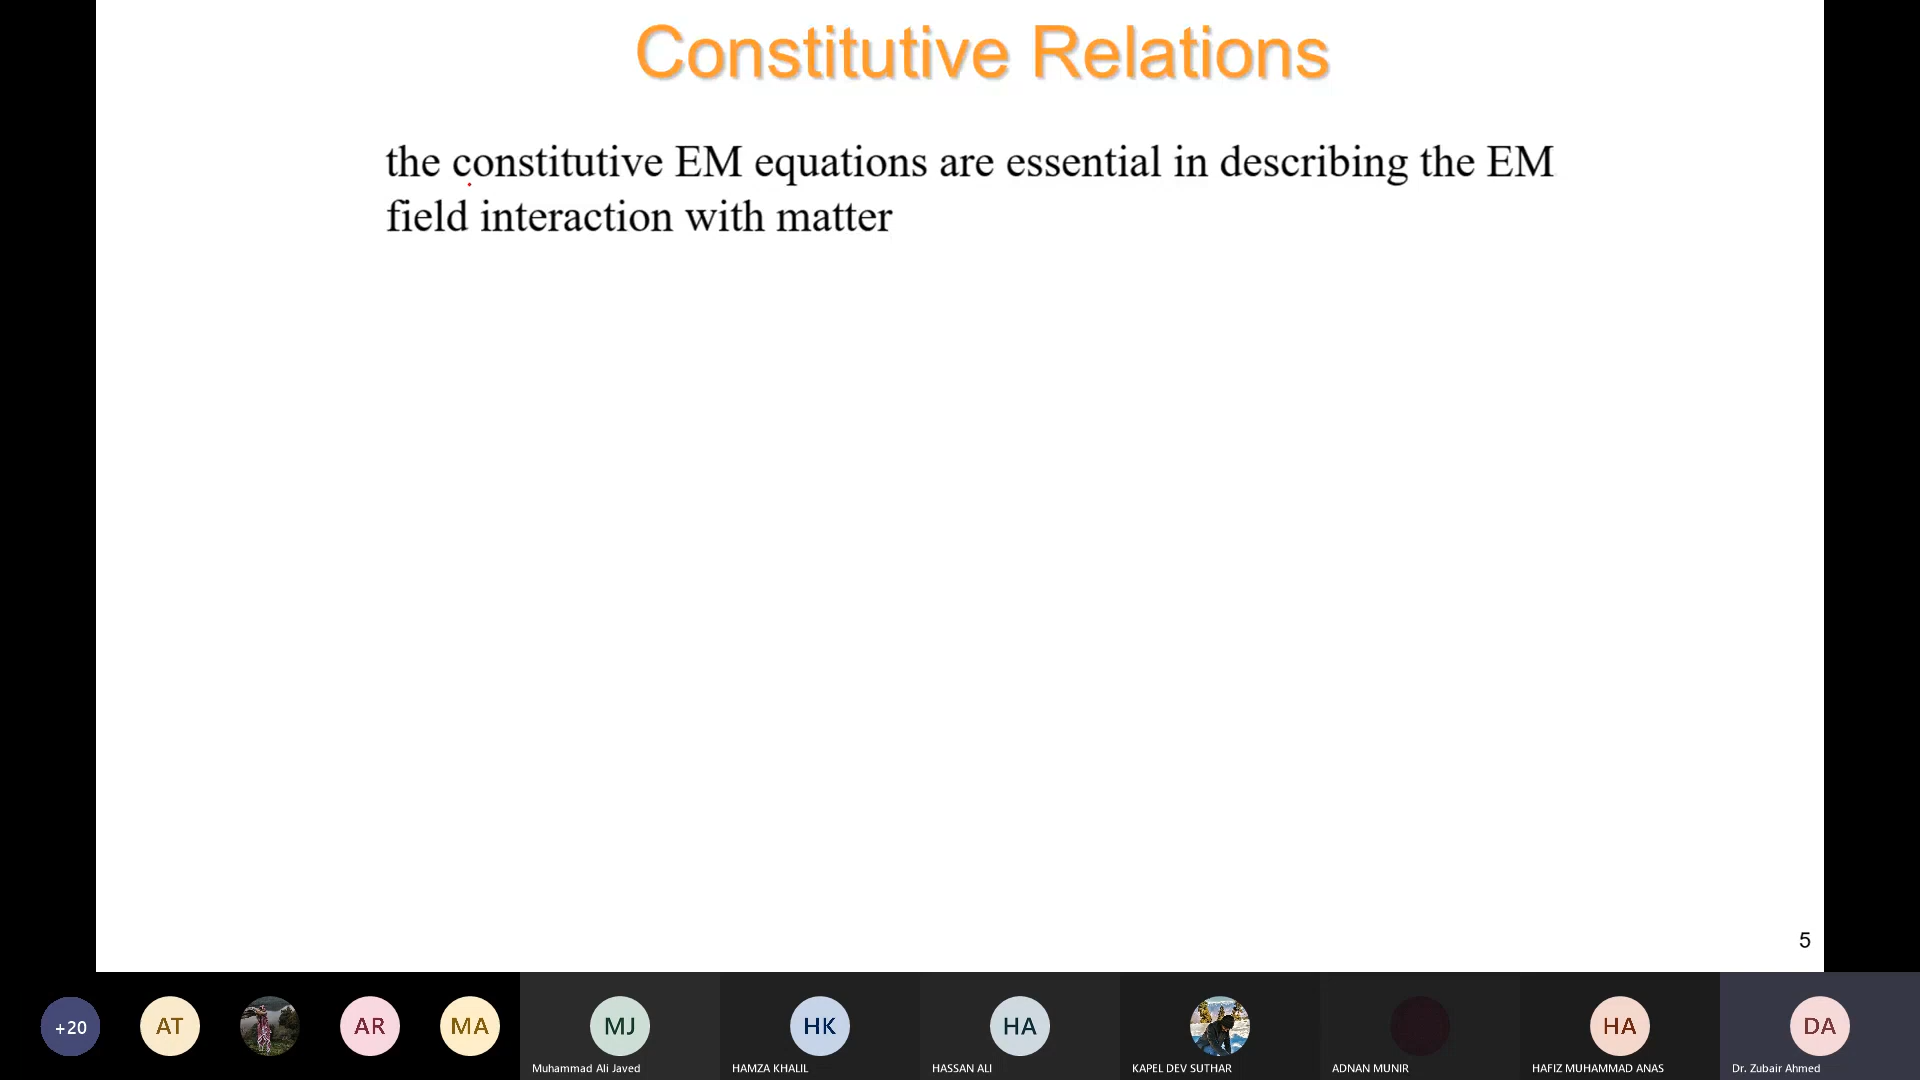 Constitutive Relations
the constitutive EM equations are essential in describing the EM
field interaction with matter
5
+20
AT
AR
MA
MJ
HK
HA
HA
DA
Muhammad Ali Javed
HAMZA KHALIL
HASSAN ALI
KAPEL DEV SUTHAR
ADNAN MUNIR
HAFIZ MUHAMMAD ANAS
Dr. Zubair Ahmed